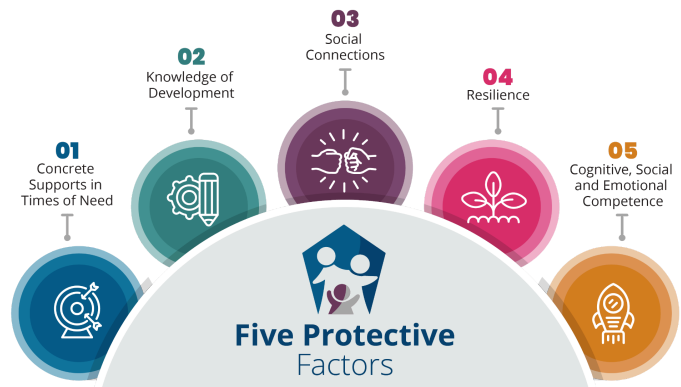 01
Concrete
Supports in
Times of Need
02
Knowledge of
Development
03
Social
Connections
04
Resilience
05
Cognitive, Social
and Emotional
Competence
Five Protective
Factors